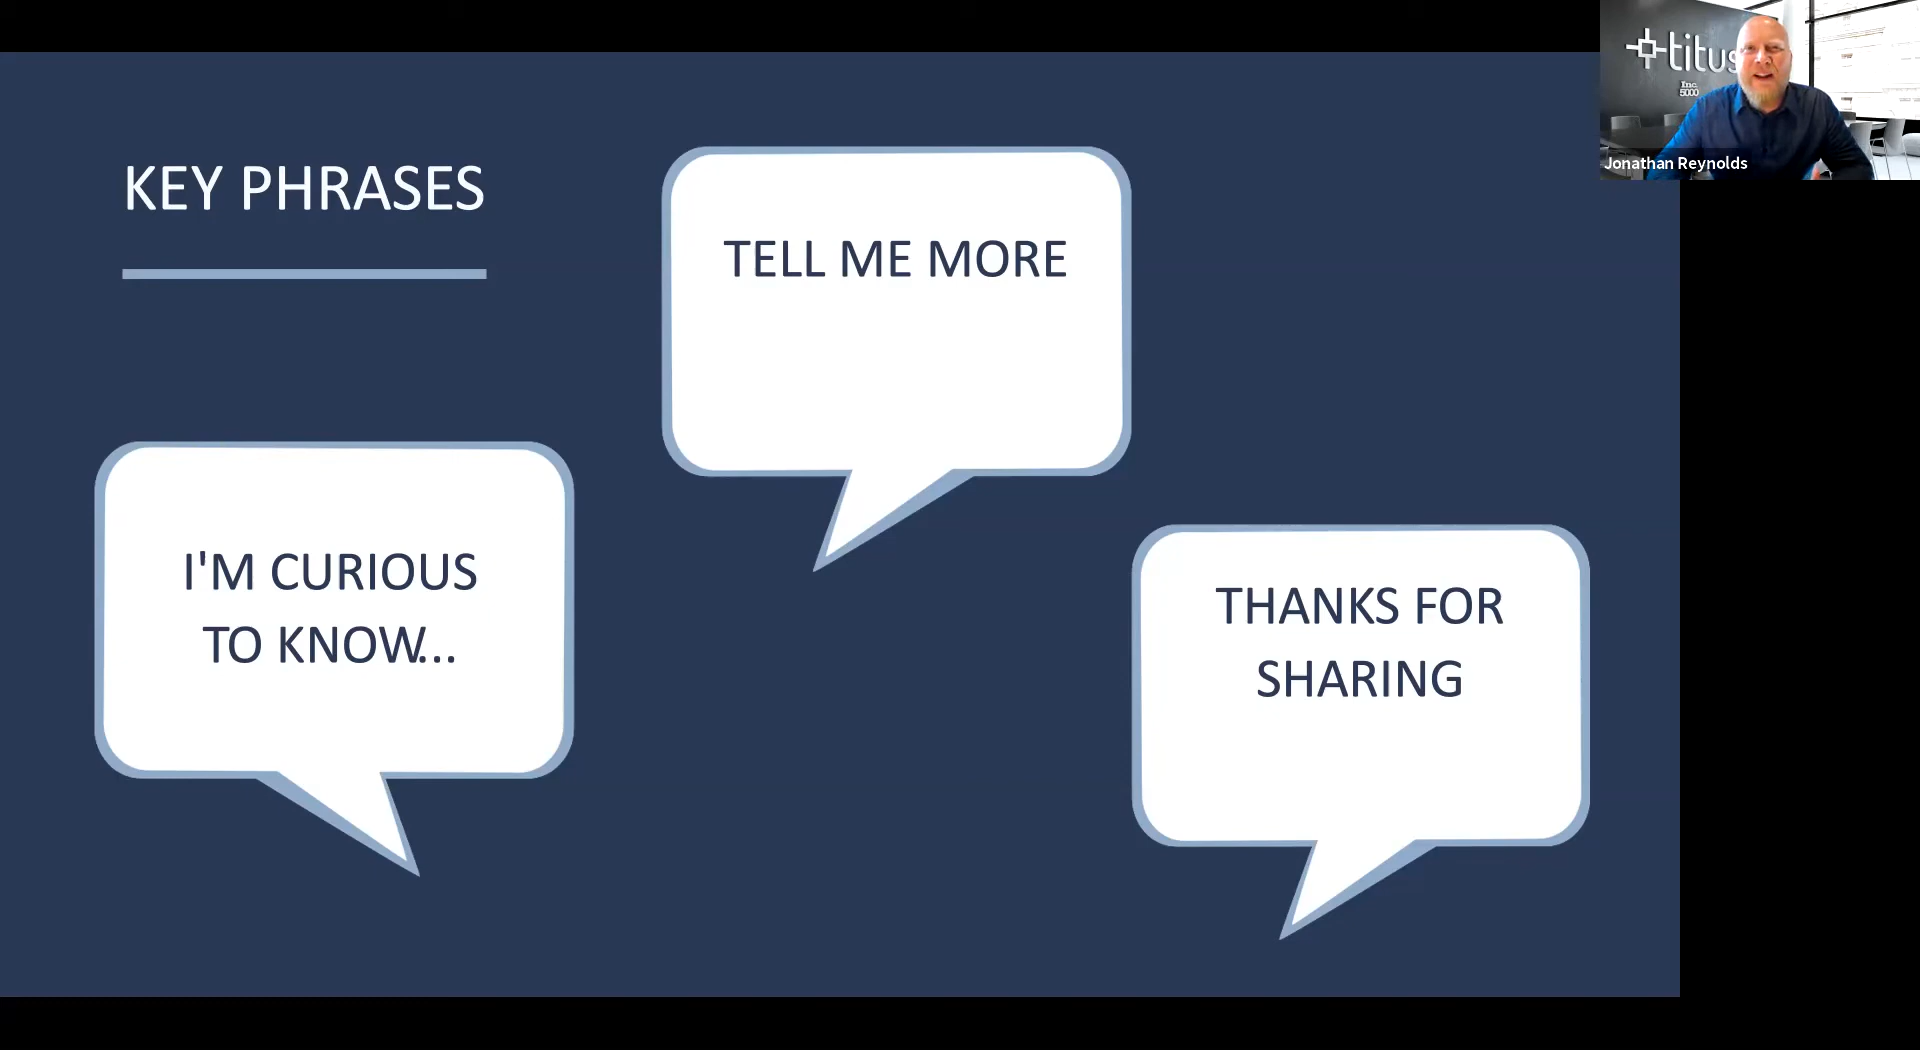 KEY PHRASES
TELL ME MORE
I'M CURIOUS
TO KNOW...
THANKS FOR
SHARING
titus
Inc.
5000
Jonathan Reynolds